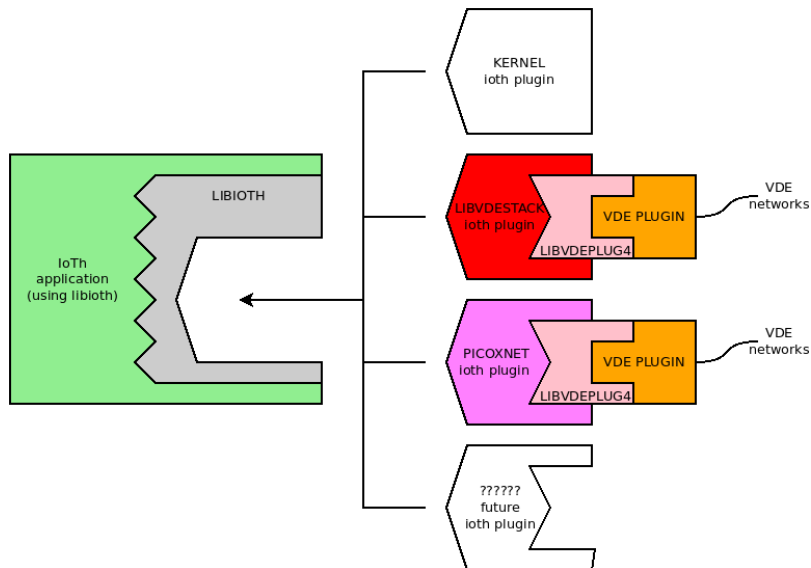 KERNEL
ioth plugin
LIBIOTH
IoTh
application
(using libioth)
LIBVDESTACK
ioth plugin
LIBVDEPLUG4
VDE PLUGIN
VDE
networks
PICOXNET
ioth plugin
LIBVDEPLUG4
VDE PLUGIN
VDE
networks
??????
future
ioth plugin